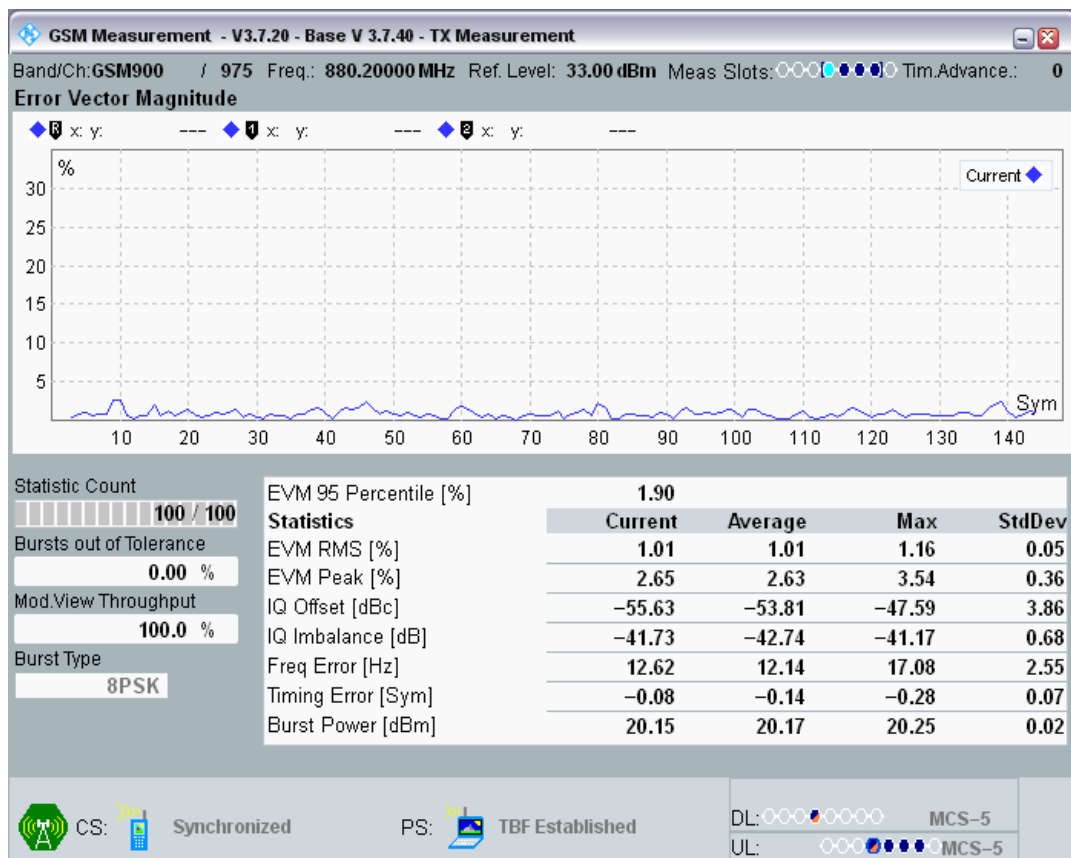 GSM Measurement - V3.7.20 - Base V 3.7.40 - TX Measurement
Band/Ch:GSM900 / 975 Freq.: 880.20000 MHz Ref. Level: 33.00 dBm Meas Slots: Tim.Advance.: 0
Error Vector Magnitude
R x: y: --- 1 x: y: --- 2 x: y: ---
%
Current
30
25
20
15
10
5
Sym
10 20 30 40 50 60 70 80 90 100 110 120 130 140
Statistic Count
100 / 100
Bursts out of Tolerance
0.00 %
Mod.View Throughput
100.0 %
Burst Type
8PSK
EVM 95 Percentile [%] 1.90
Statistics Current Average Max StdDev
EVM RMS [%] 1.01 1.01 1.16 0.05
EVM Peak [%] 2.65 2.63 3.54 0.36
IQ Offset [dBc] −55.63 −53.81 −47.59 3.86
IQ Imbalance [dB] −41.73 −42.74 −41.17 0.68
Freq Error [Hz] 12.62 12.14 17.08 2.55
Timing Error [Sym] −0.08 −0.14 −0.28 0.07
Burst Power [dBm] 20.15 20.17 20.25 0.02
CS: Synchronized PS: TBF Established
DL: MCS−5
UL: MCS−5